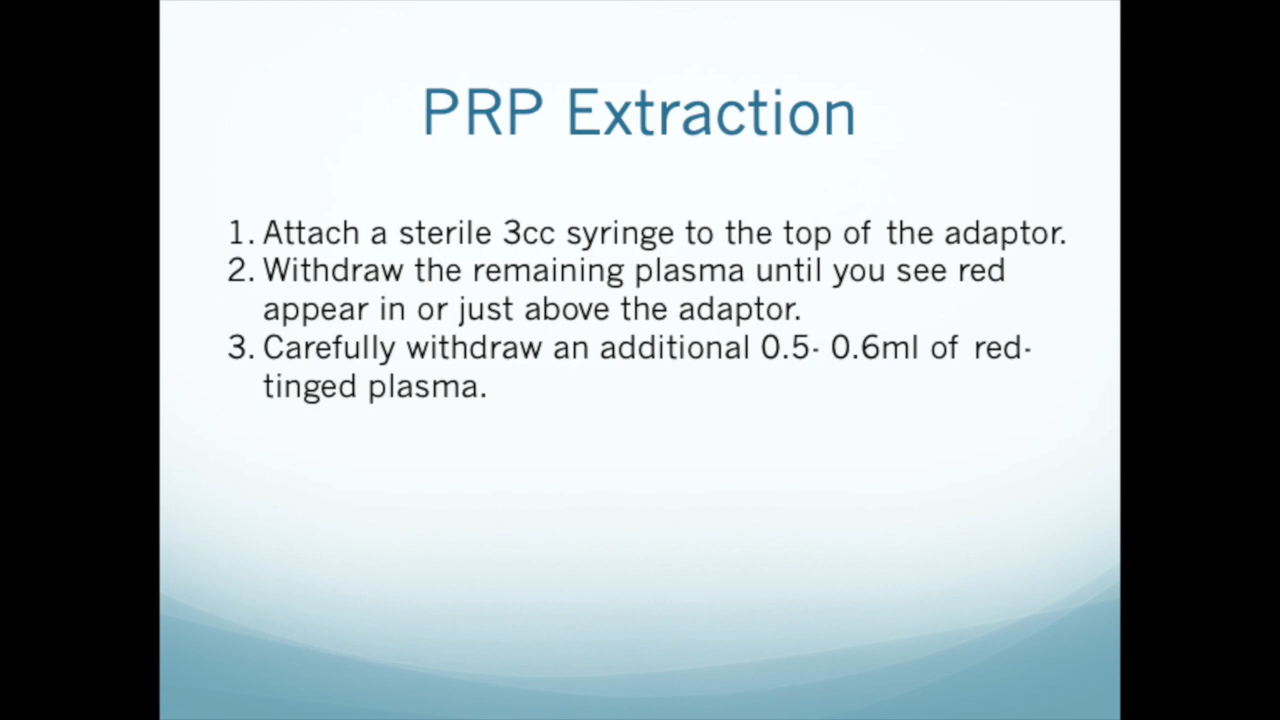 PRP Extraction
1. Attach a sterile 3cc syringe to the top of the adaptor.
2. Withdraw the remaining plasma until you see red
appear in or just above the adaptor.
3. Carefully withdraw an additional 0.5- 0.6ml of red-
tinged plasma.